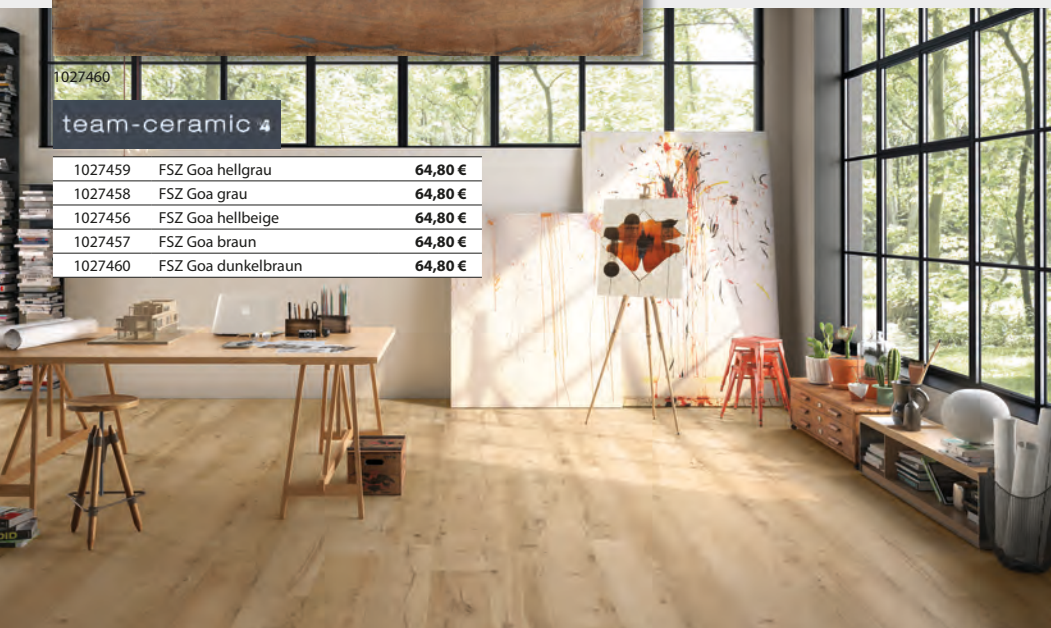 1027460
team-ceramic 4
1027459 FSZ Goa hellgrau 64,80 €
1027458 FSZ Goa grau 64,80 €
1027456 FSZ Goa hellbeige 64,80 €
1027457 FSZ Goa braun 64,80 €
1027460 FSZ Goa dunkelbraun 64,80 €